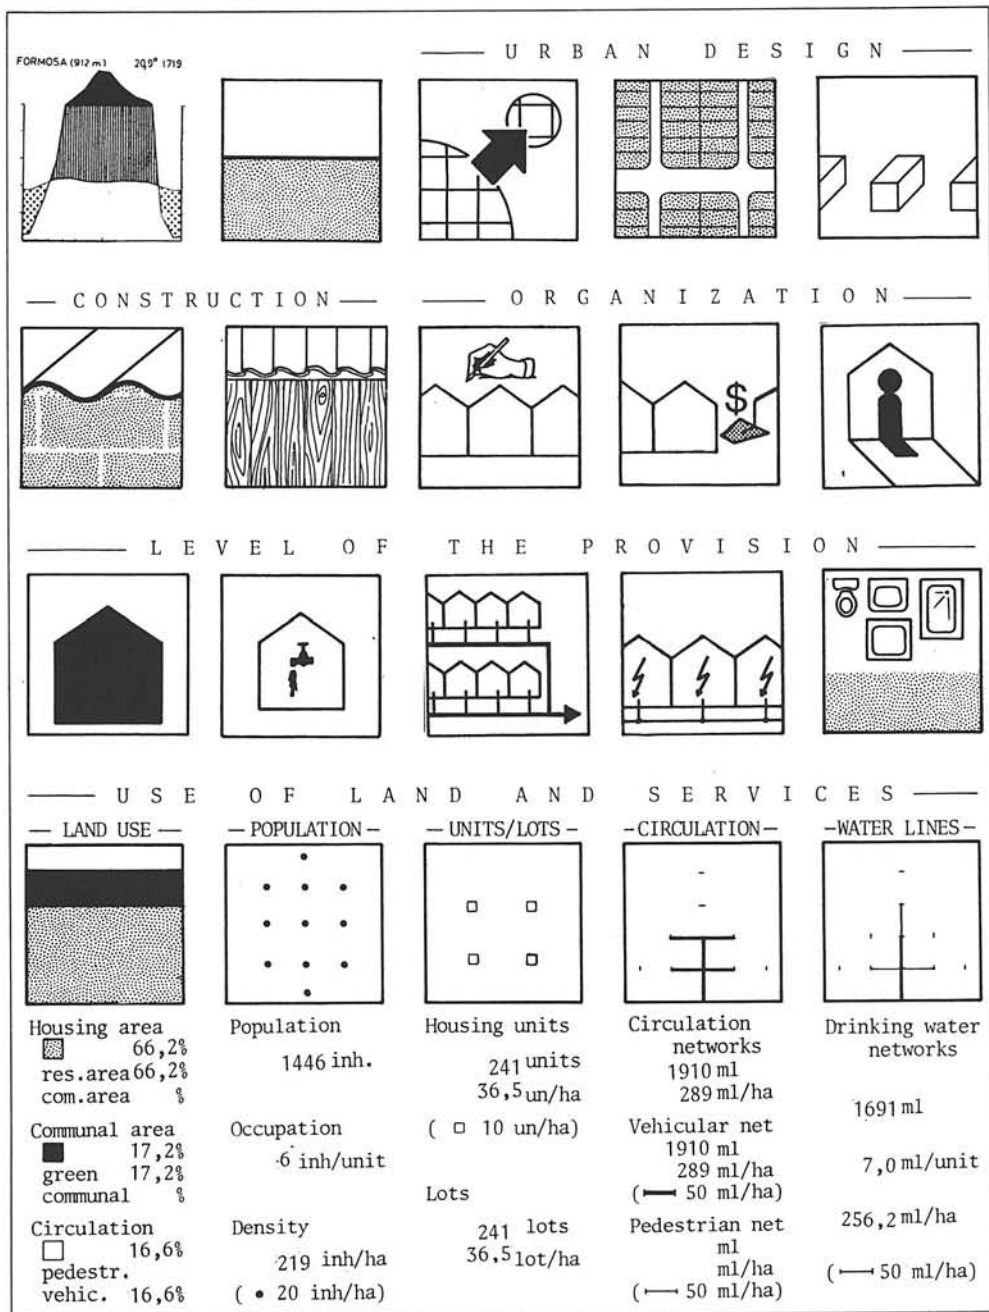 URBAN DESIGN
FORMOSA (912 m) 20,9° 1719
CONSTRUCTION
ORGANIZATION
$
LEVEL OF THE PROVISION
USE OF LAND AND SERVICES
LAND USE
Housing area
66,2%
res.area 66,2%
com.area %
Communal area
17,2%
green 17,2%
communal %
Circulation
16,6%
pedestr.
vehic. 16,6%
POPULATION
Population
1446 inh.
Occupation
6 inh/unit
Density
219 inh/ha
( • 20 inh/ha)
UNITS/LOTS
Housing units
241 units
36,5 un/ha
( □ 10 un/ha)
Lots
241 lots
36,5 lot/ha
CIRCULATION
Circulation
networks
1910 ml
289 ml/ha
Vehicular net
1910 ml
289 ml/ha
( 50 ml/ha)
Pedestrian net
ml
ml/ha
( 50 ml/ha)
WATER LINES
Drinking water
networks
1691 ml
7,0 ml/unit
256,2 ml/ha
( 50 ml/ha)